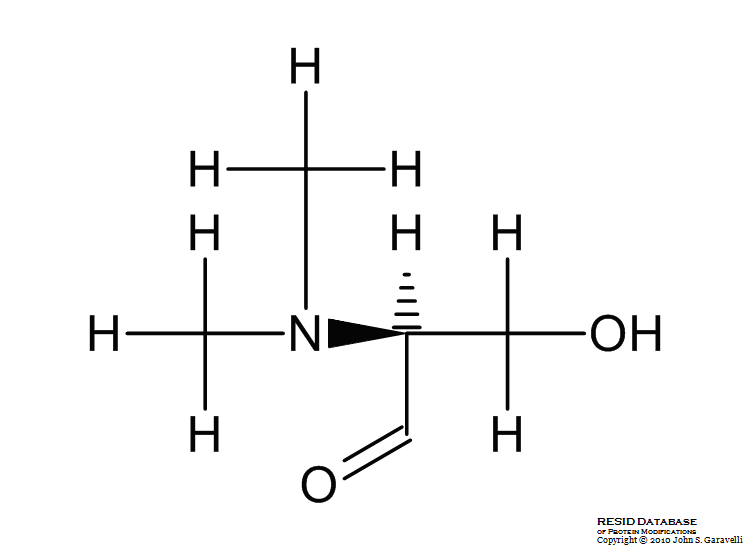 H
H H
H H H
H N OH
H H
O
RESID DATABASE
OF PROTEIN MODIFICATIONS
Copyright © 2010 John S. Garavelli